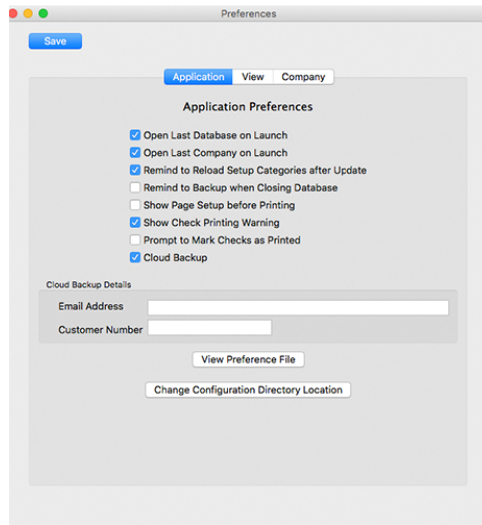 Preferences
Save
Application View Company
Application Preferences
Open Last Database on Launch
Open Last Company on Launch
Remind to Reload Setup Categories after Update
Remind to Backup when Closing Database
Show Page Setup before Printing
Show Check Printing Warning
Prompt to Mark Checks as Printed
Cloud Backup
Cloud Backup Details
Email Address
Customer Number
View Preference File
Change Configuration Directory Location